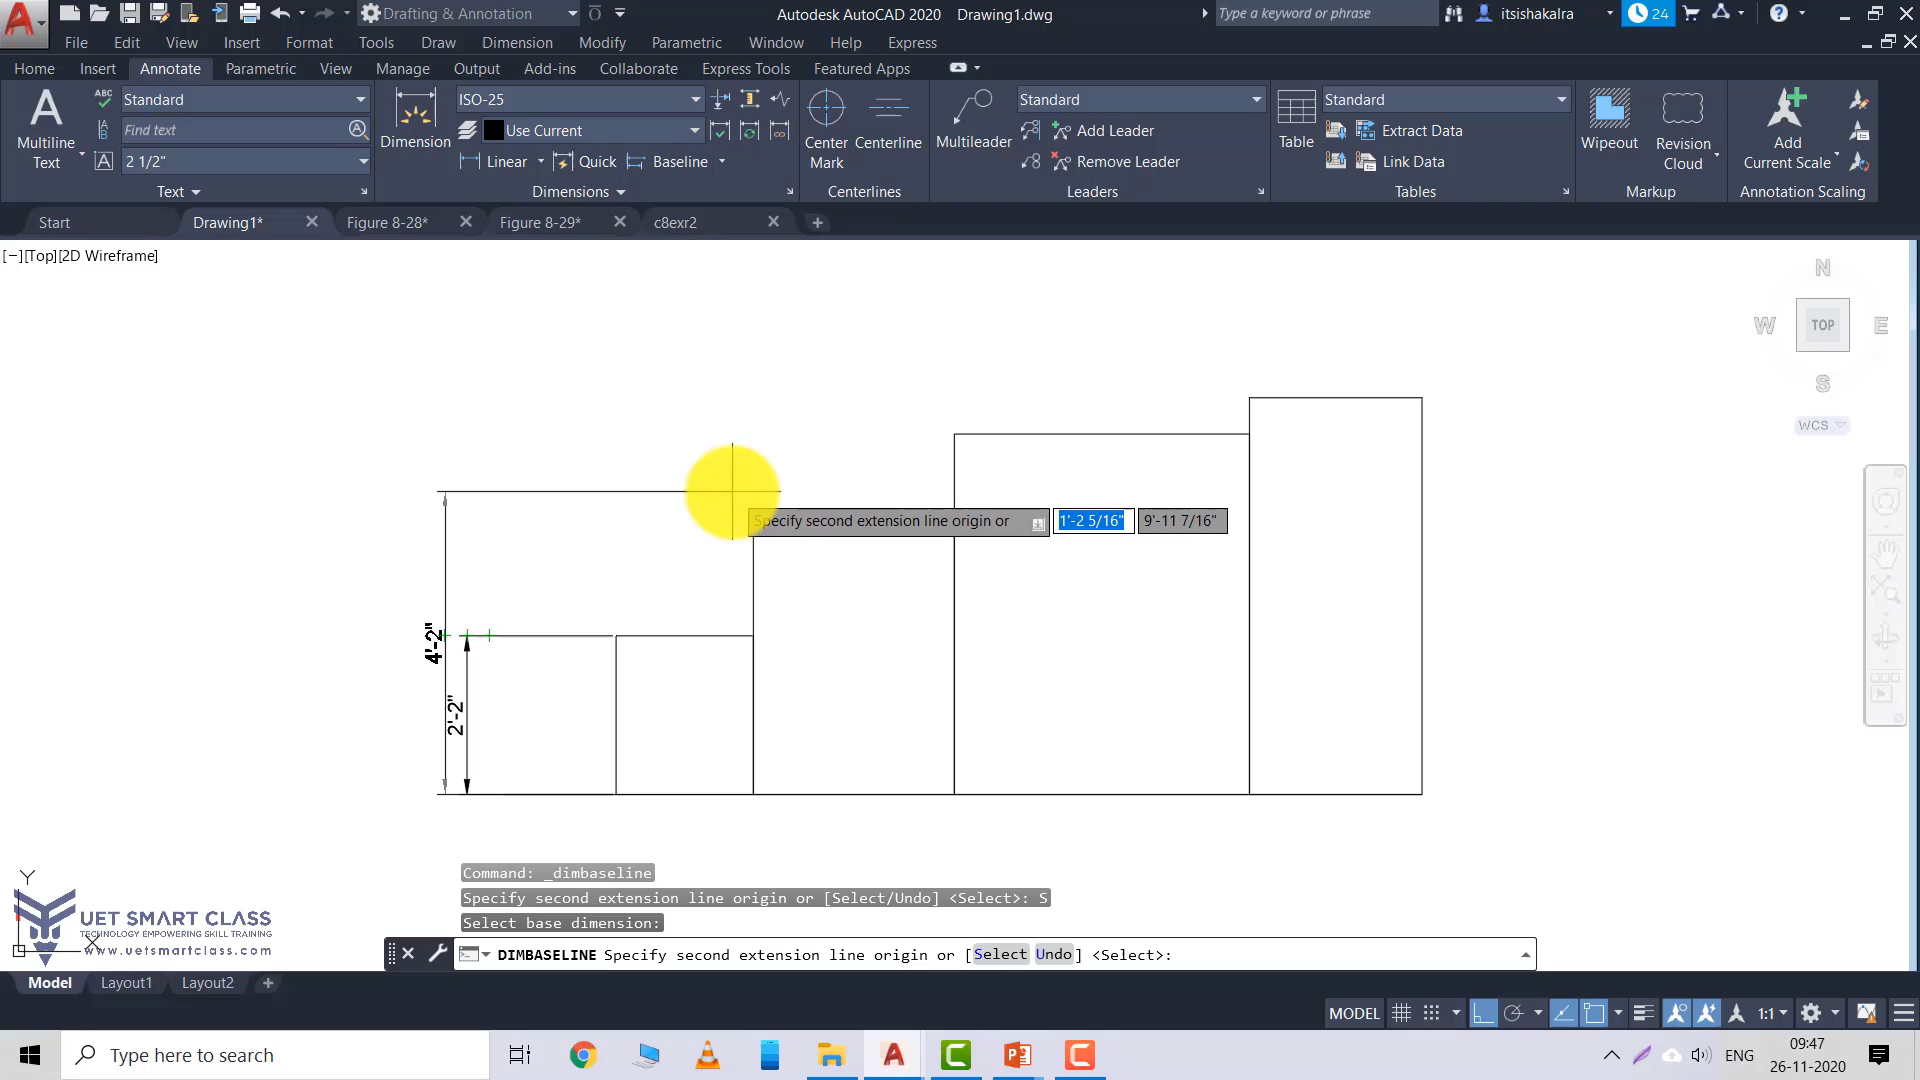 Drafting & Annotation
Autodesk AutoCAD 2020 Drawing1.dwg
Type a keyword or phrase
itsishakalra
24
File Edit View Insert Format Tools Draw Dimension Modify Parametric Window Help Express
Home Insert Annotate Parametric View Manage Output Add-ins Collaborate Express Tools Featured Apps
Multiline Text
ABC
Standard
Find text
2 1/2"
Text
Dimension
ISO-25
Use Current
Linear Quick Baseline
Dimensions
Center Mark
Centerline
Centerlines
Multileader
Standard
Add Leader
Remove Leader
Leaders
Table
Standard
Extract Data
Link Data
Tables
Wipeout
Revision Cloud
Markup
Add Current Scale
Annotation Scaling
Start Drawing1* Figure 8-28* Figure 8-29* c8exr2
[−][Top][2D Wireframe]
N
W TOP E
S
WCS
Specify second extension line origin or 1'-2 5/16" 9'-11 7/16"
4'-2"
2'-2"
Command: _dimbaseline
Specify second extension line origin or [Select/Undo] <Select>: S
Select base dimension:
DIMBASELINE Specify second extension line origin or [Select Undo] <Select>:
Y
X
UET SMART CLASS
TECHNOLOGY EMPOWERING SKILL TRAINING
www.uetsmartclass.com
Model Layout1 Layout2
MODEL 1:1
Type here to search
ENG
09:47
26-11-2020